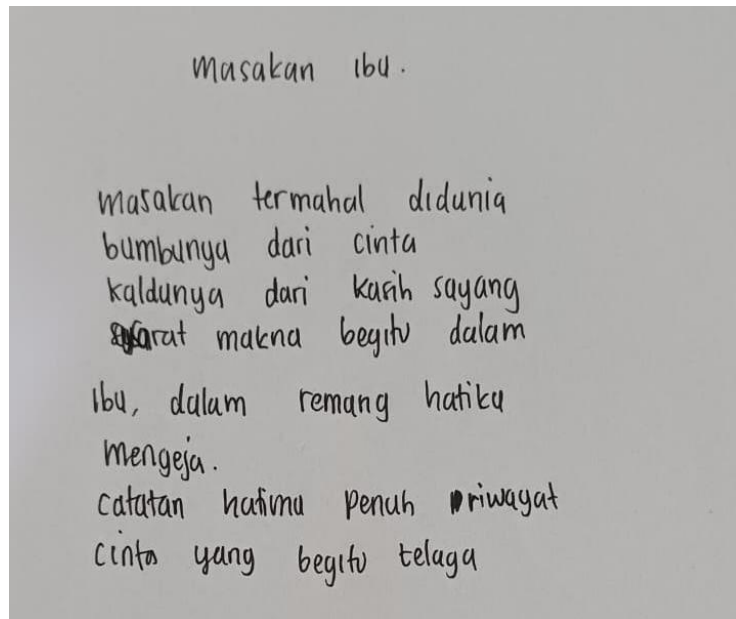 masakan ibu.
masakan termahal didunia
bumbunya dari cinta
kaldunya dari kasih sayang
sarat makna begitu dalam
ibu, dalam remang hatiku
mengeja.
catatan hatimu penuh riwayat
cinta yang begitu telaga